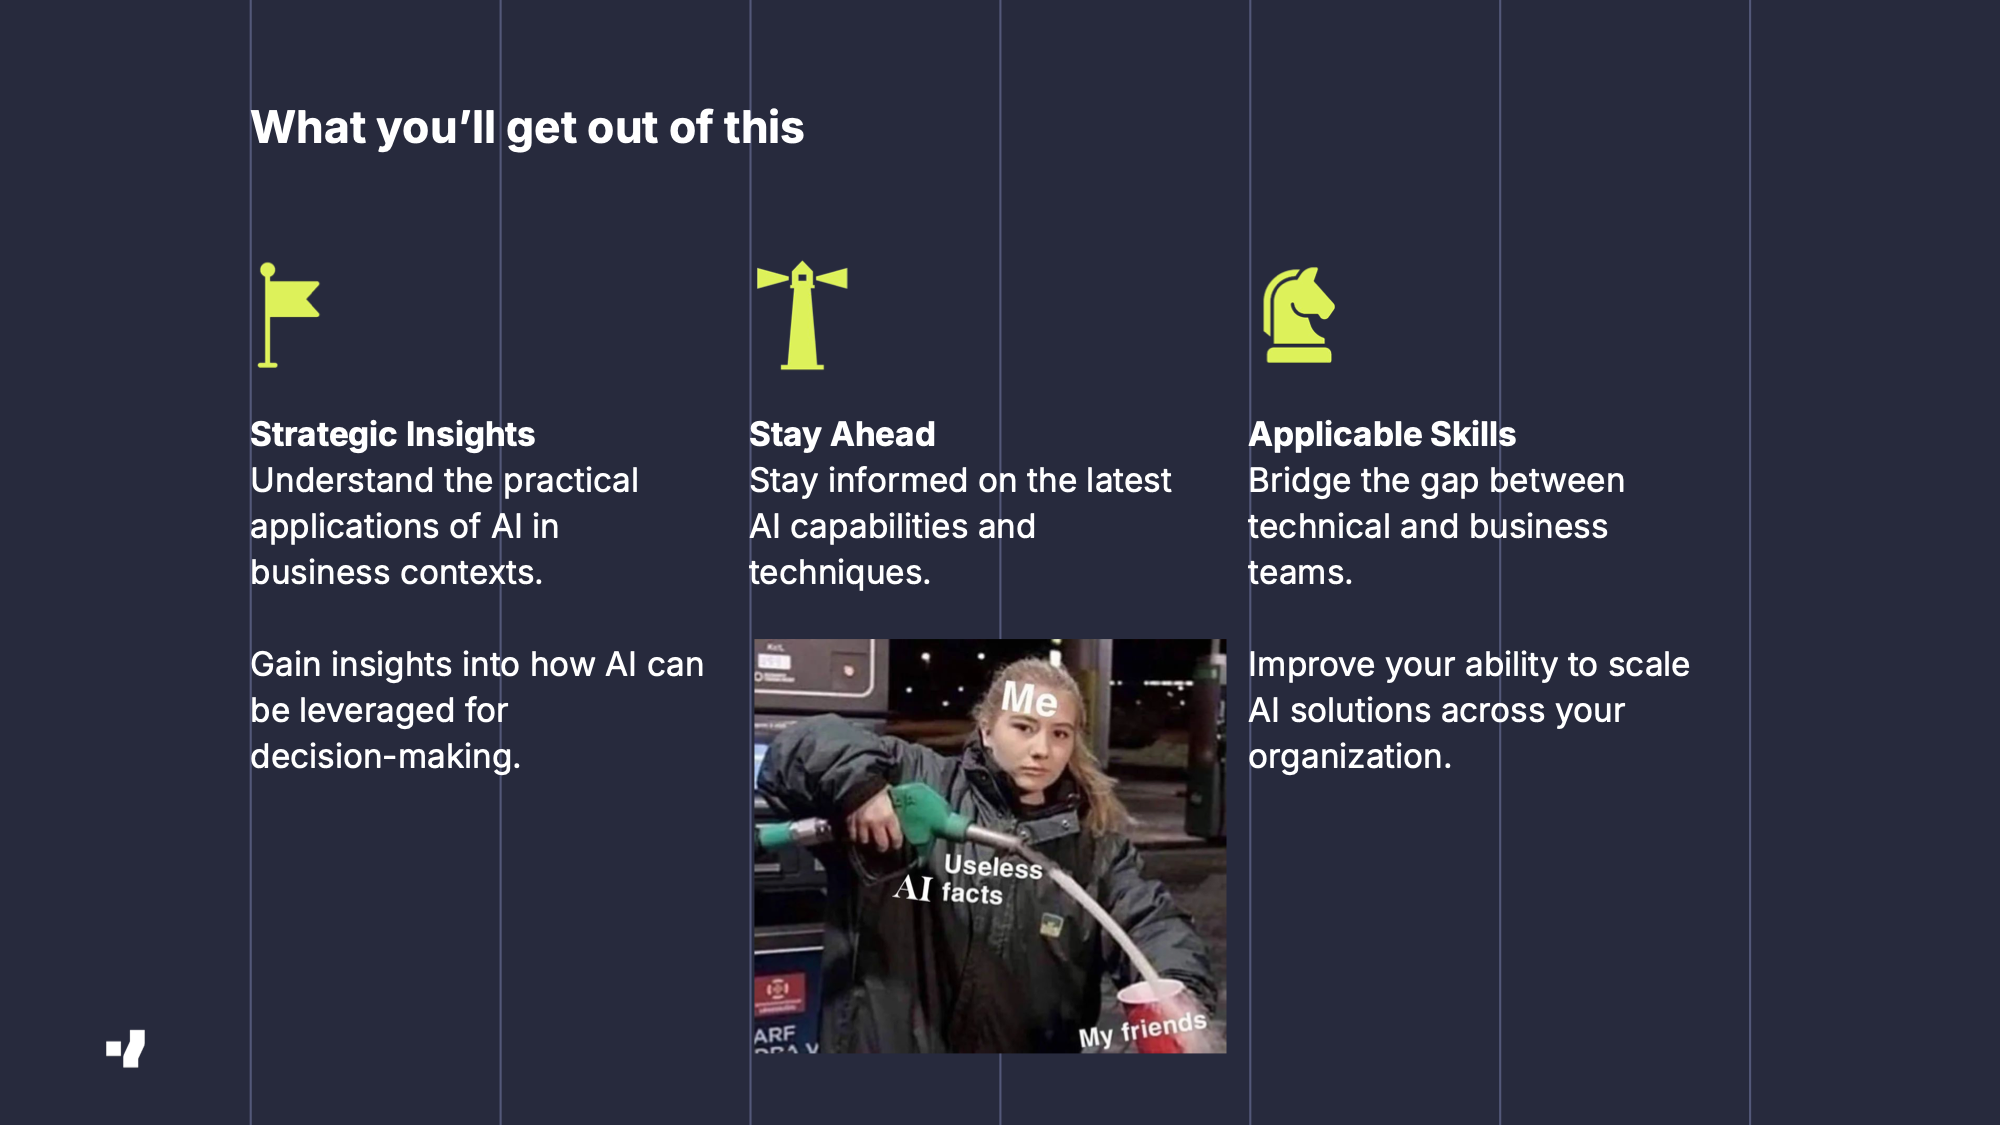 What you’ll get out of this
Strategic Insights
Understand the practical
applications of AI in
business contexts.
Gain insights into how AI can
be leveraged for
decision-making.
Stay Ahead
Stay informed on the latest
AI capabilities and
techniques.
Me
Useless
AI facts
My friends
ARF
Applicable Skills
Bridge the gap between
technical and business
teams.
Improve your ability to scale
AI solutions across your
organization.